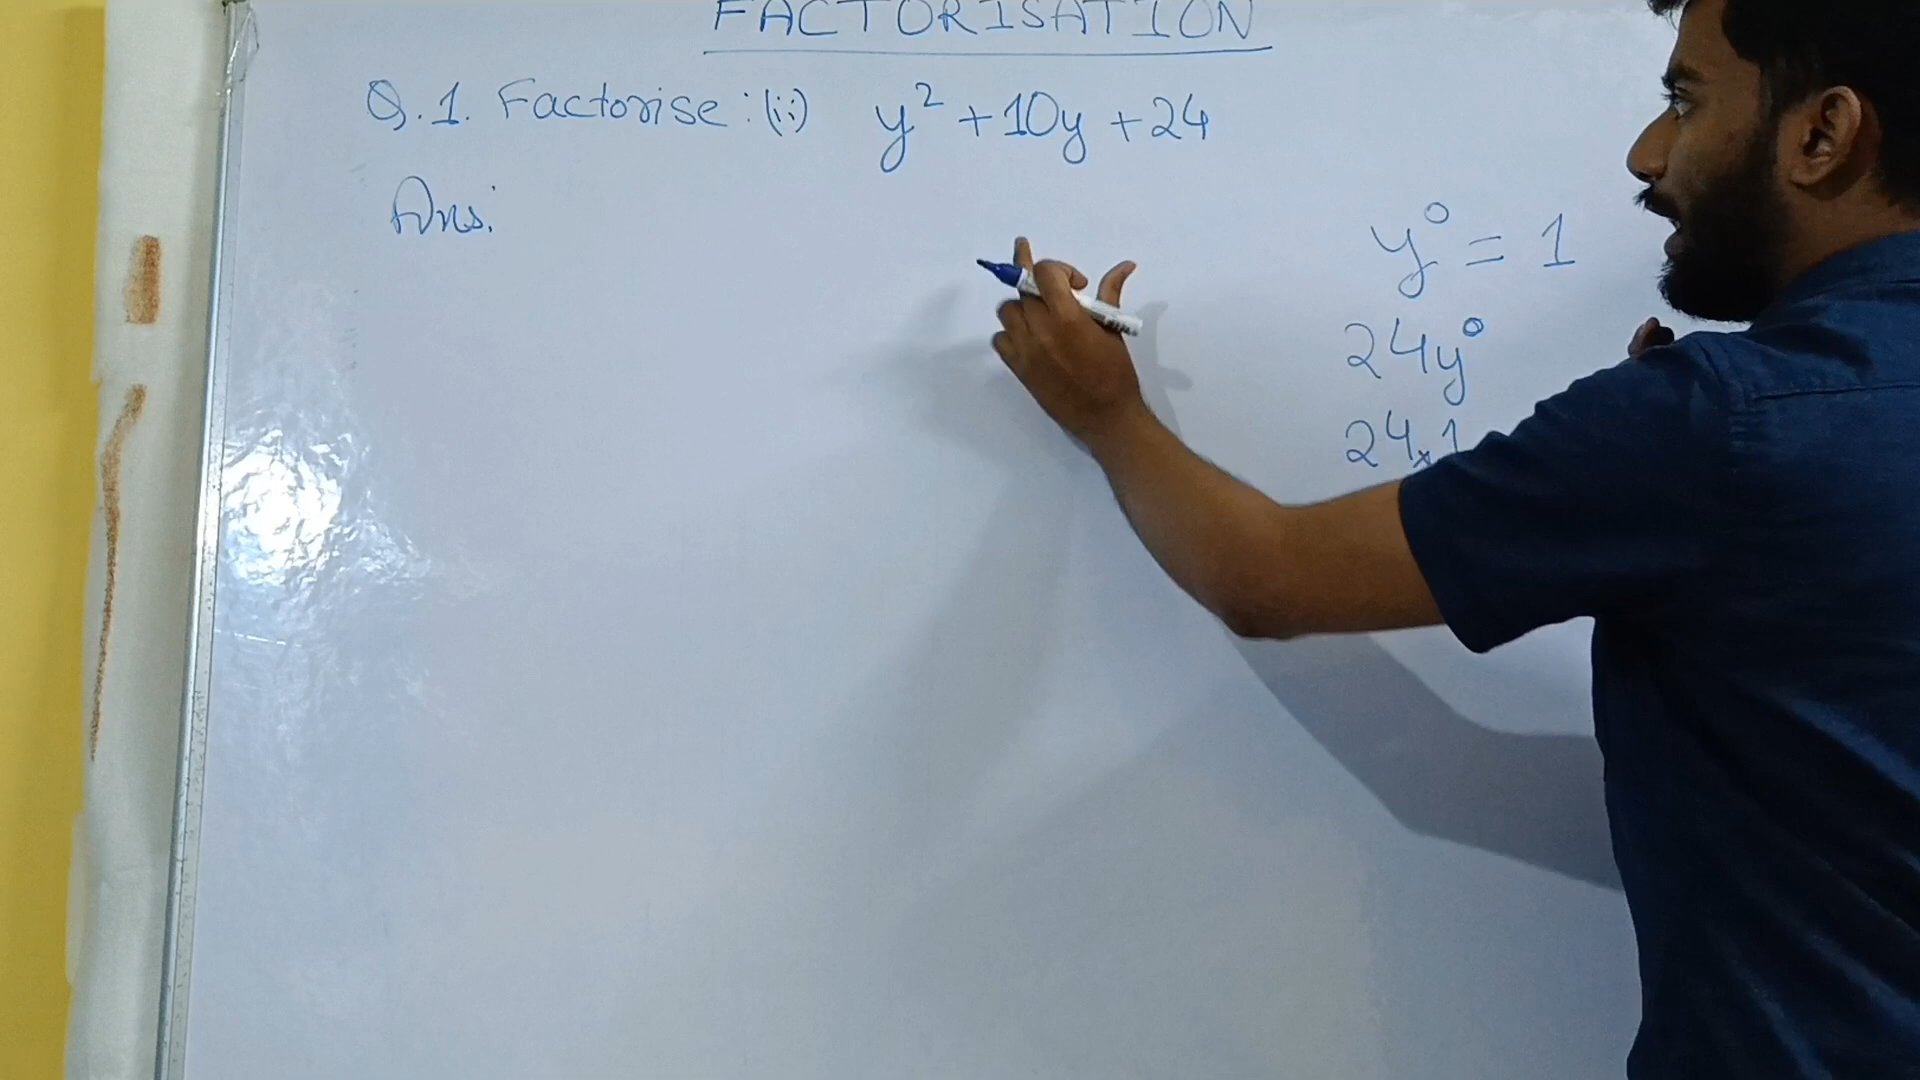 FACTORISATION
Q.1. Factorise: (ii) y² + 10y + 24
Ans:
y⁰ = 1
24y⁰
24×1